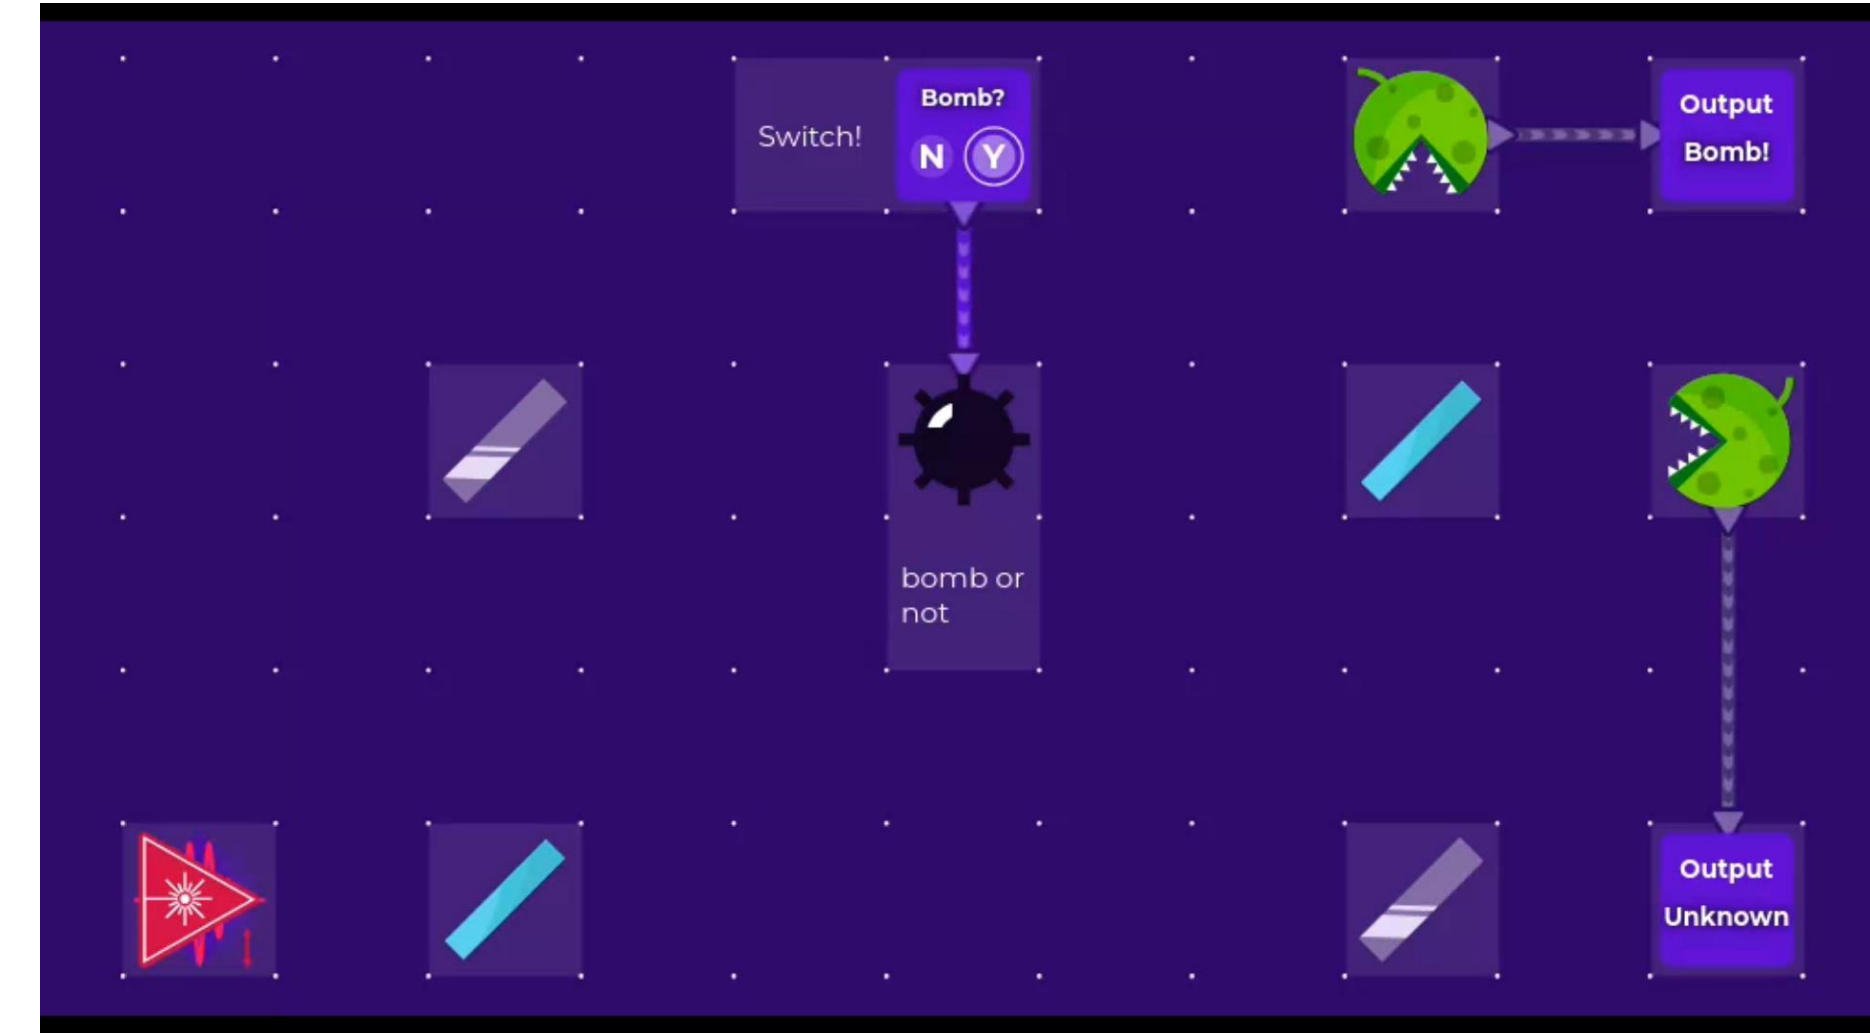 Switch!
Bomb?
N Y
Output
Bomb!
bomb or
not
Output
Unknown